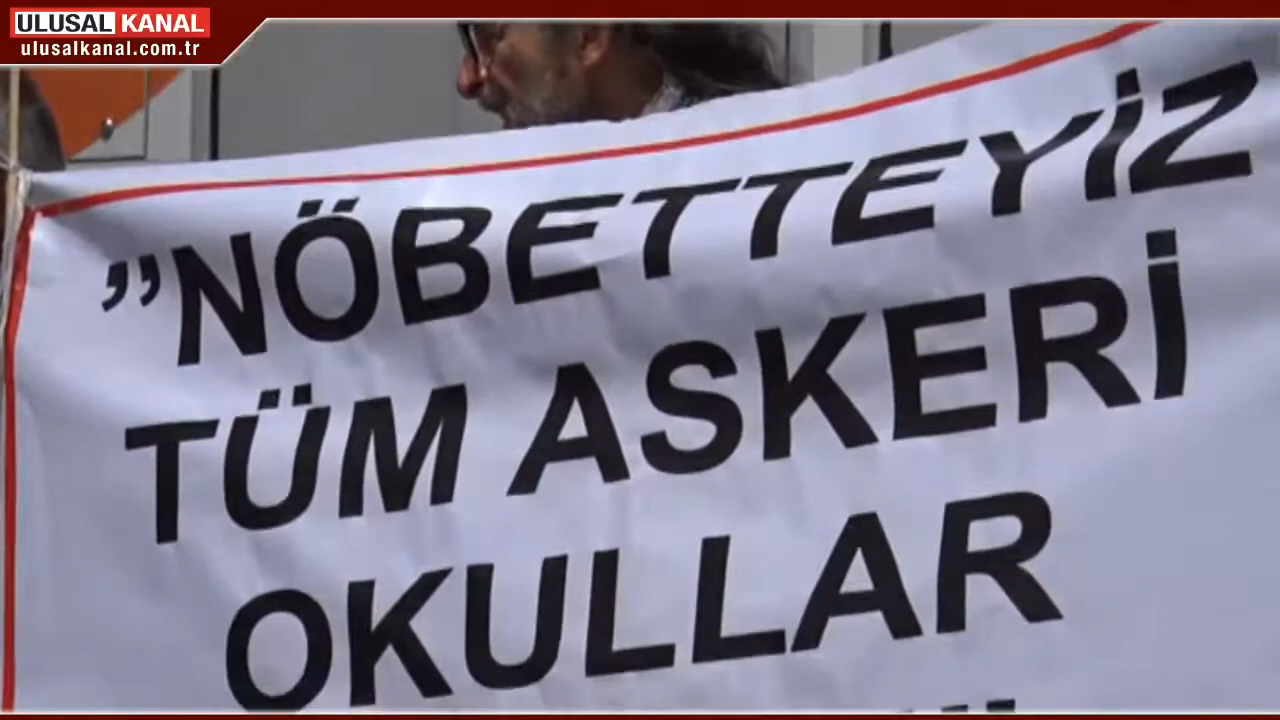 ULUSAL KANAL
ulusalkanal.com.tr
”NÖBETTEYİZ
TÜM ASKERİ
OKULLAR